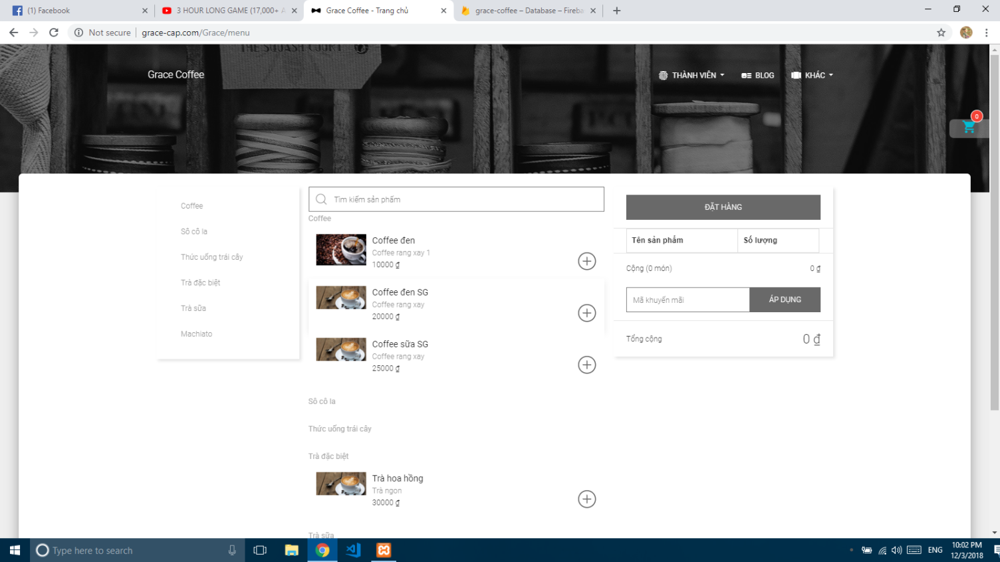 (1) Facebook
3 HOUR LONG GAME (17,000+ A
Grace Coffee - Trang chủ
grace-coffee – Database – Fireba
Not secure
grace-cap.com/Grace/menu
THE SQUASH COURT
Grace Coffee
THÀNH VIÊN
BLOG
KHÁC
0
Coffee
Sô cô la
Thức uống trái cây
Trà đặc biệt
Trà sữa
Machiato
Tìm kiếm sản phẩm
Coffee
Coffee đen
Coffee rang xay 1
10000 ₫
Coffee đen SG
Coffee rang xay
20000 ₫
Coffee sữa SG
Coffee rang xay
25000 ₫
Sô cô la
Thức uống trái cây
Trà đặc biệt
Trà hoa hồng
Trà ngon
30000 ₫
Trà sữa
ĐẶT HÀNG
Tên sản phẩm Số lượng
Cộng (0 món) 0 ₫
Mã khuyến mãi ÁP DỤNG
Tổng cộng 0 ₫
Type here to search
ENG
10:02 PM
12/3/2018